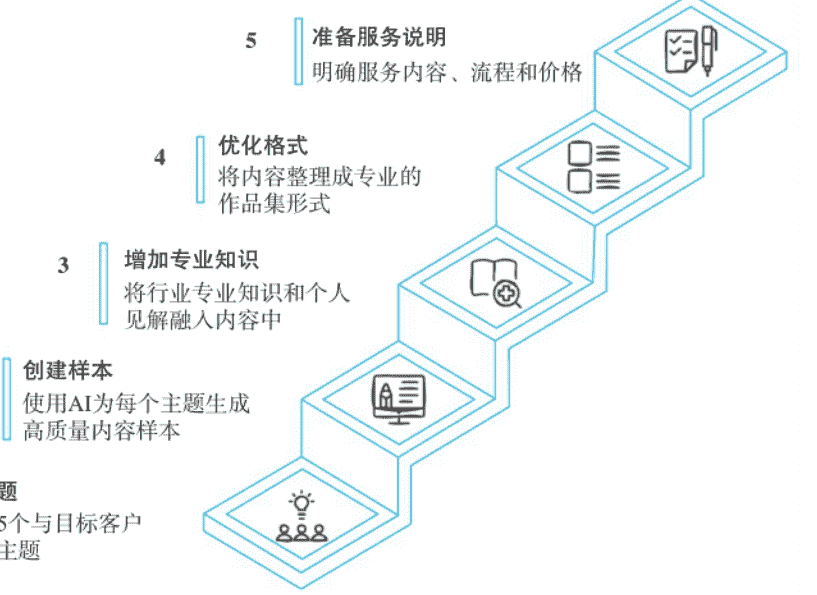 5
准备服务说明
明确服务内容、流程和价格
4
优化格式
将内容整理成专业的
作品集形式
3
增加专业知识
将行业专业知识和个人
见解融入内容中
创建样本
使用AI为每个主题生成
高质量内容样本
题
5个与目标客户
主题